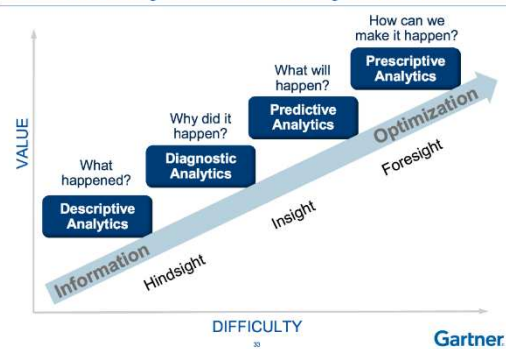 How can we
make it happen?
Prescriptive
Analytics
What will
happen?
Predictive
Analytics
Why did it
happen?
Diagnostic
Analytics
What
happened?
Descriptive
Analytics
VALUE
Information
Optimization
Hindsight
Insight
Foresight
DIFFICULTY
Gartner